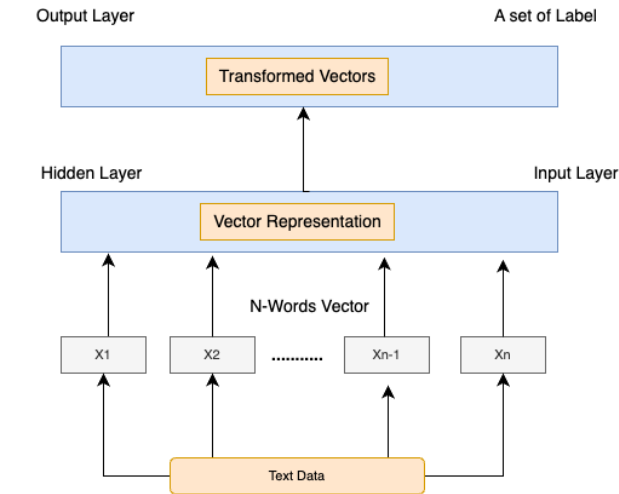 Output Layer
A set of Label
Transformed Vectors
Hidden Layer
Input Layer
Vector Representation
N-Words Vector
X1
X2
...........
Xn-1
Xn
Text Data